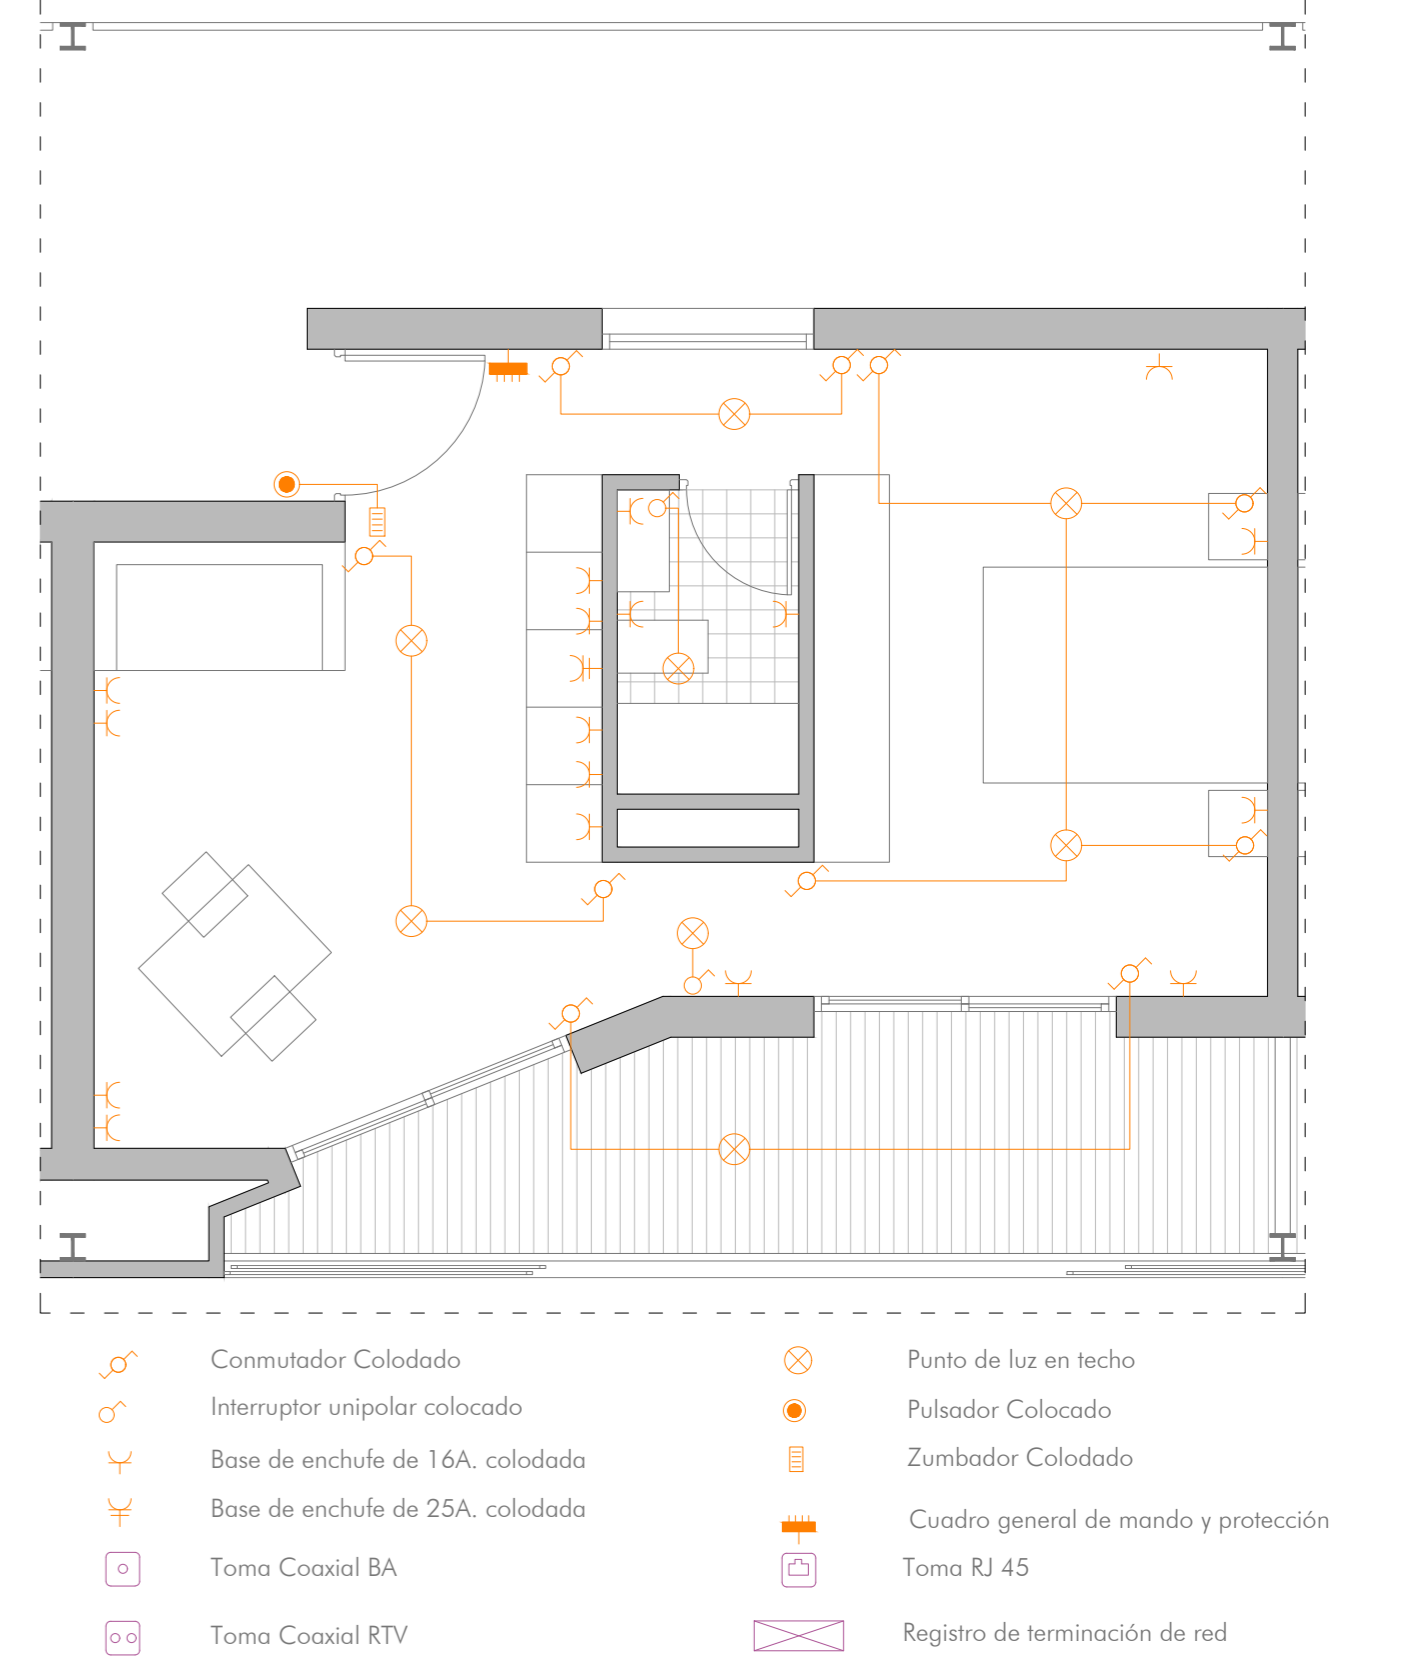 Conmutador Colodado
Interruptor unipolar colocado
Base de enchufe de 16A. colodada
Base de enchufe de 25A. colodada
Toma Coaxial BA
Toma Coaxial RTV
Punto de luz en techo
Pulsador Colocado
Zumbador Colodado
Cuadro general de mando y protección
Toma RJ 45
Registro de terminación de red